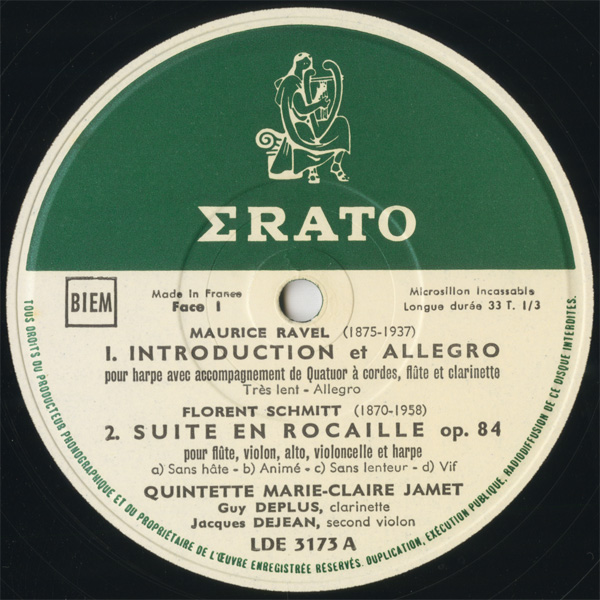 ΣRATO
BIEM
Made In France
Face 1
Microsillon Incassable
Longue durée 33 T. 1/3
MAURICE RAVEL (1875-1937)
1. INTRODUCTION et ALLEGRO
pour harpe avec accompagnement de Quatuor à cordes, flûte et clarinette
Très lent - Allegro
FLORENT SCHMITT (1870-1958)
2. SUITE EN ROCAILLE op. 84
pour flûte, violon, alto, violoncelle et harpe
a) Sans hâte - b) Animé - c) Sans lenteur - d) Vif
QUINTETTE MARIE-CLAIRE JAMET
Guy DEPLUS, clarinette
Jacques DEJEAN, second violon
LDE 3173 A
TOUS DROITS DU PRODUCTEUR PHONOGRAPHIQUE ET DU PROPRIÉTAIRE DE L'ŒUVRE ENREGISTRÉE RÉSERVÉS. DUPLICATION, EXÉCUTION PUBLIQUE, RADIODIFFUSION DE CE DISQUE INTERDITES.